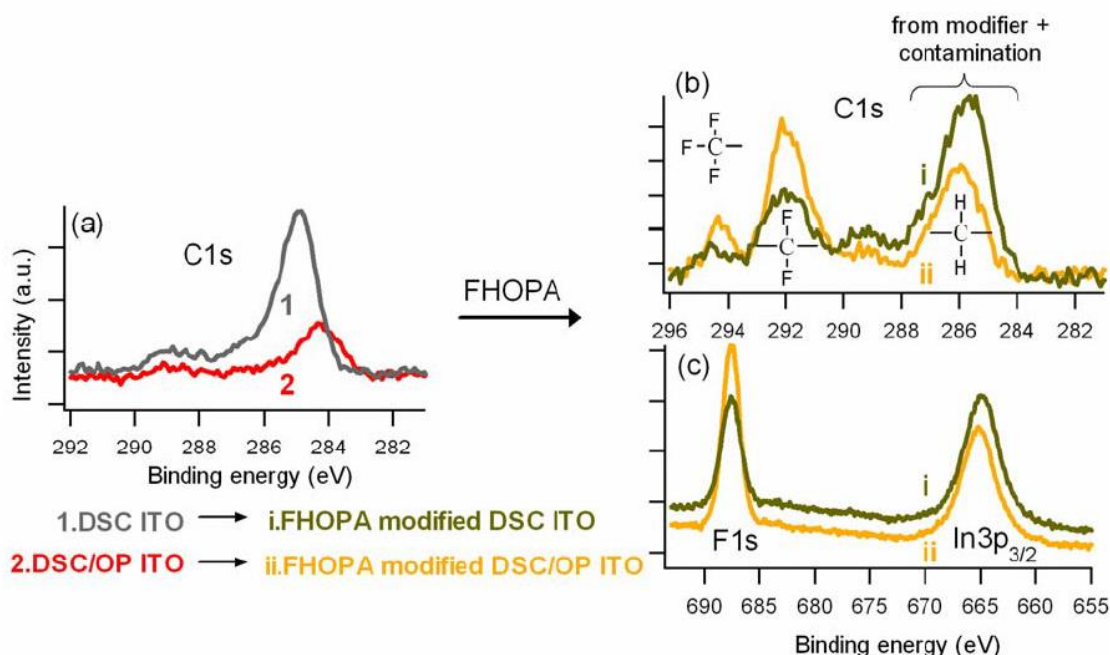 (a)
C1s
1
2
Intensity (a.u.)
292 290 288 286 284 282
Binding energy (eV)
FHOPA
from modifier +
contamination
(b)
C1s
F
F-C
F
F
C
F
H
C
H
i
ii
296 294 292 290 288 286 284 282
(c)
i
ii
F1s
In3p3/2
690 685 680 675 670 665 660 655
Binding energy (eV)
1.DSC ITO → i.FHOPA modified DSC ITO
2.DSC/OP ITO → ii.FHOPA modified DSC/OP ITO